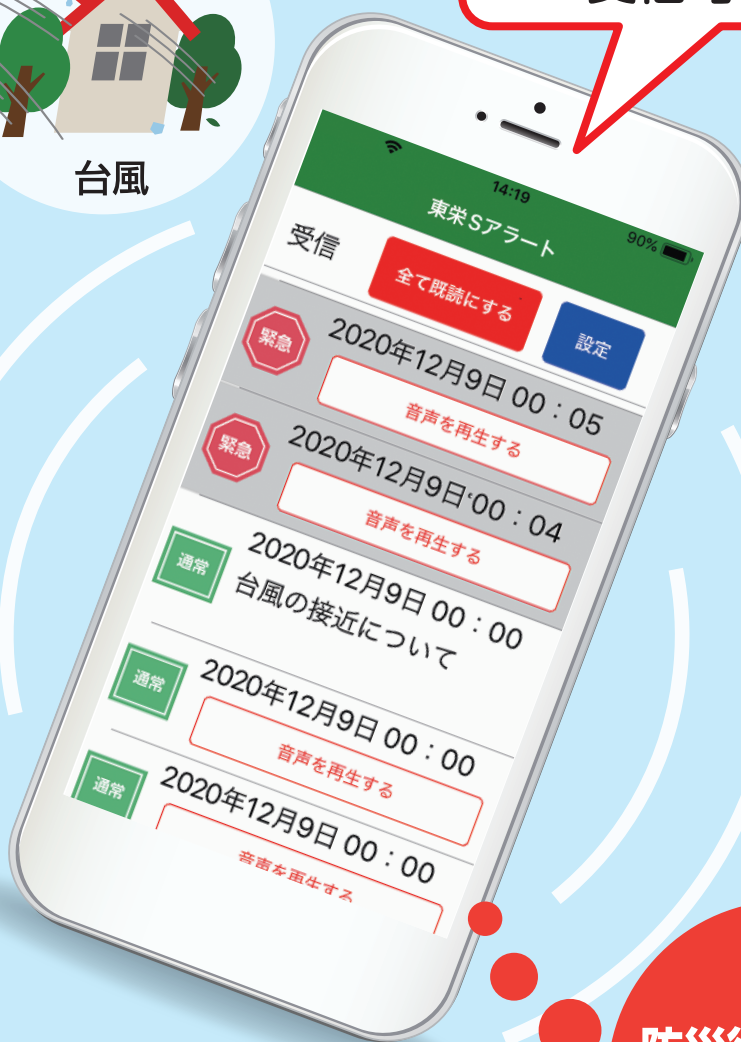 台風
14:19
90%
東栄Sアラート
受信
全て既読にする
設定
緊急
2020年12月9日 00：05
音声を再生する
緊急
2020年12月9日 00：04
音声を再生する
通常
2020年12月9日 00：00
台風の接近について
通常
2020年12月9日 00：00
音声を再生する
通常
2020年12月9日 00：00
音声を再生する
防災